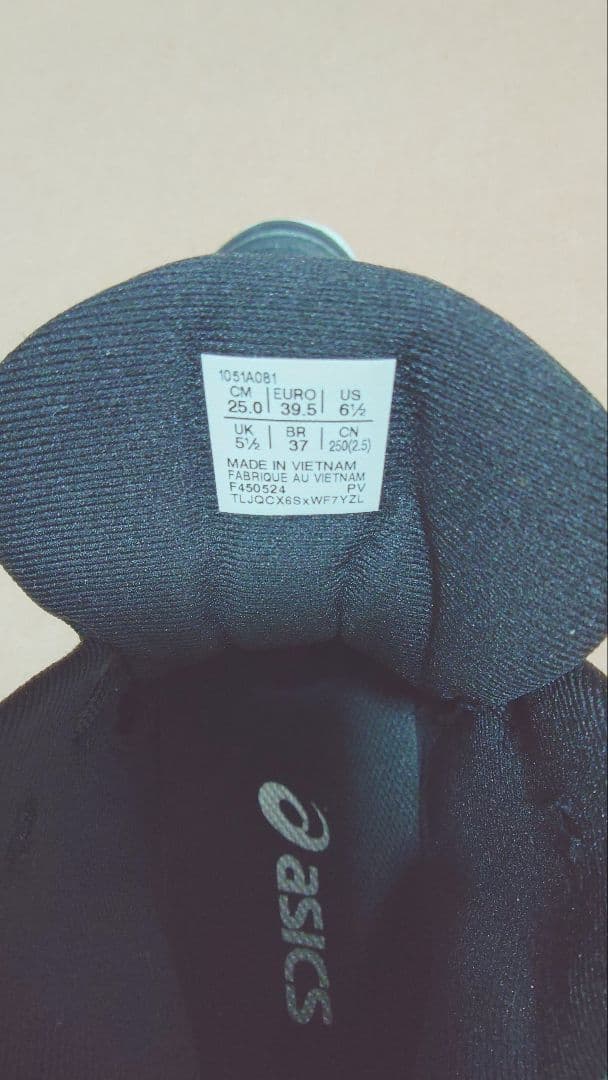 1051A081
CM EURO US
25.0 39.5 6½
UK BR CN
5½ 37 250(2.5)
MADE IN VIETNAM
FABRIQUE AU VIETNAM
F450524 PV
TLJQCX6SxWF7YZL
asics